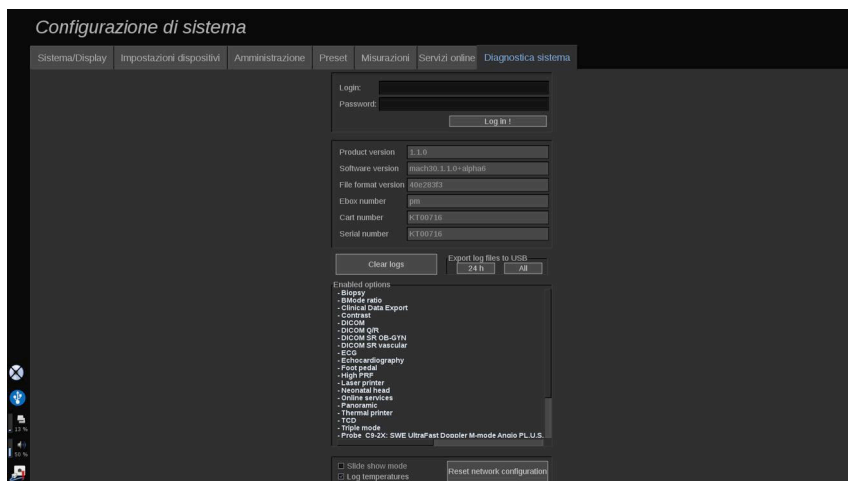 Configurazione di sistema
Sistema/Display Impostazioni dispositivi Amministrazione Preset Misurazioni Servizi online Diagnostica sistema
Login:
Password:
Log in !
Product version 1.1.0
Software version mach30.1.1.0+alpha6
File format version 40e283f3
Ebox number pm
Cart number KT00716
Serial number KT00716
Clear logs
Export log files to USB
24 h All
Enabled options
- Biopsy
- BMode ratio
- Clinical Data Export
- Contrast
- DICOM
- DICOM Q/R
- DICOM SR OB-GYN
- DICOM SR vascular
- ECG
- Echocardiography
- Foot pedal
- High PRF
- Laser printer
- Neonatal head
- Online services
- Panoramic
- Thermal printer
- TCD
- Triple mode
- Probe C9-2X: SWE UltraFast Doppler M-mode Angio PL.U.S.
13 %
50 %
Slide show mode
Log temperatures
Reset network configuration